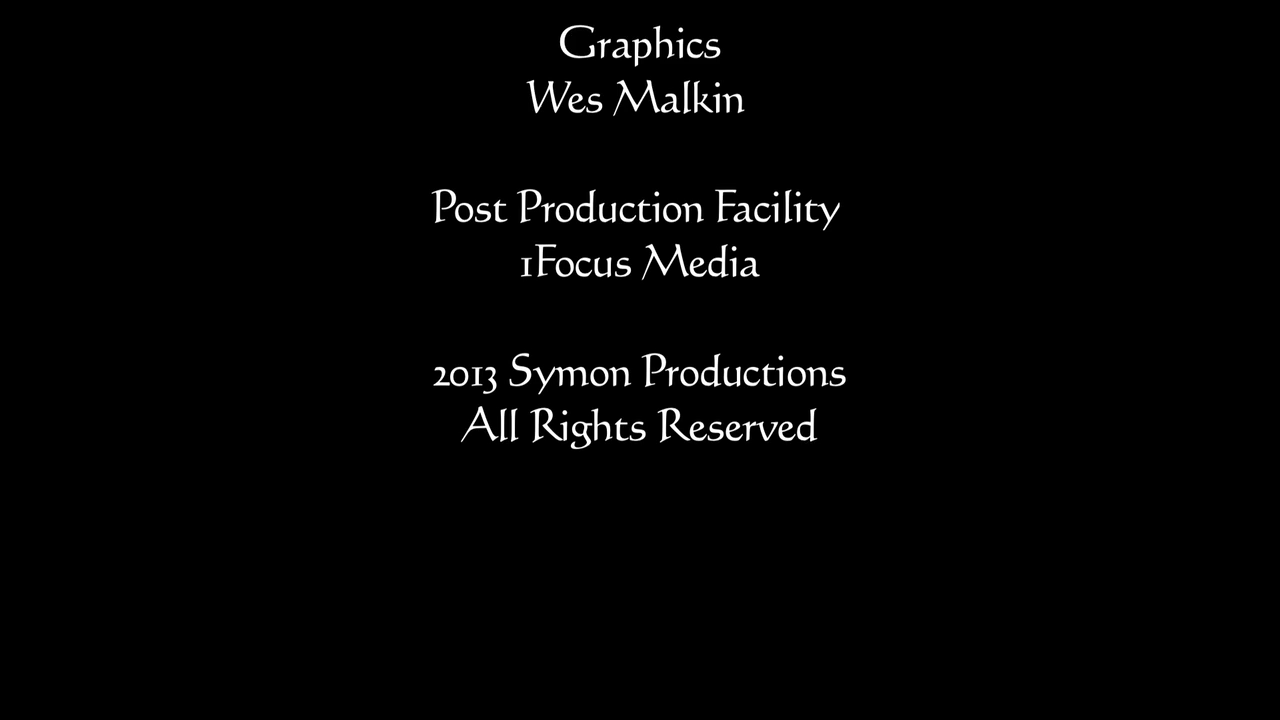 Graphics
Wes Malkin
Post Production Facility
1Focus Media
2013 Symon Productions
All Rights Reserved